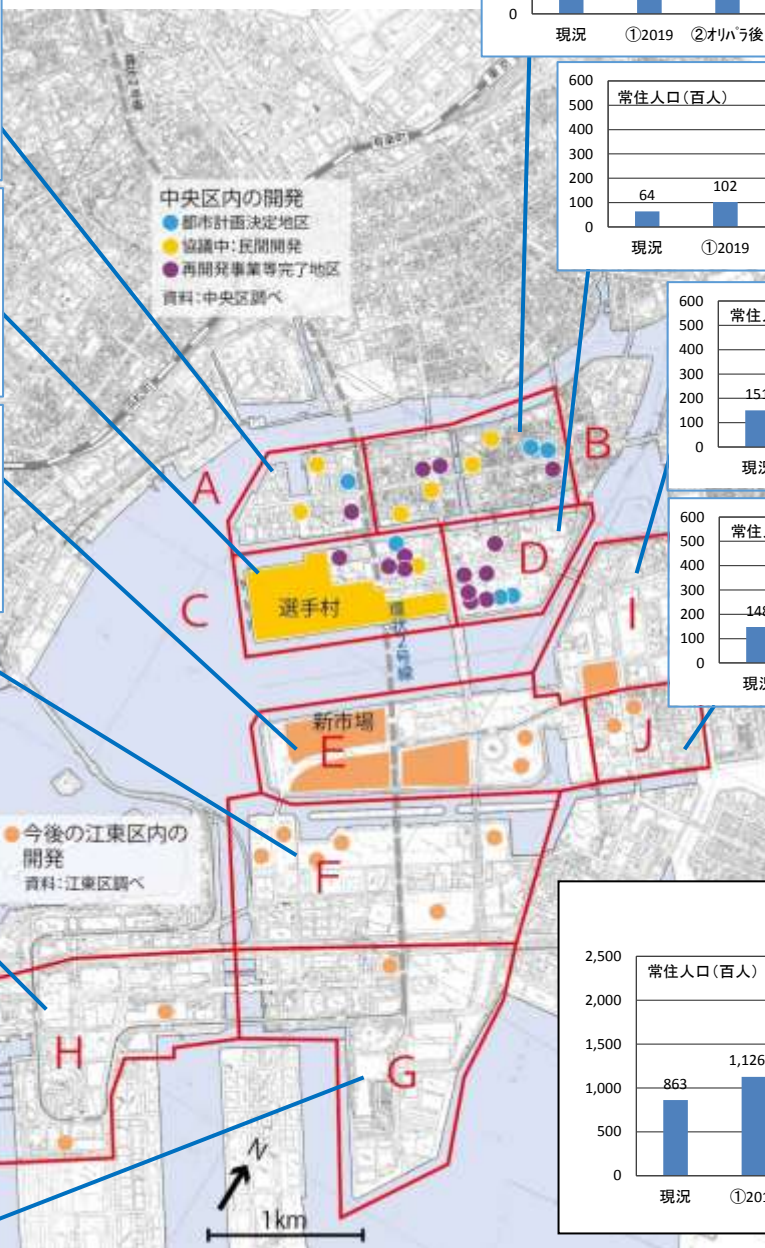 0
現況 ①2019 ②オリパラ後
600
500
400
300
200
100
0
常住人口(百人)
64
102
現況 ①2019
中央区内の開発
都市計画決定地区
協議中:民間開発
再開発事業等完了地区
資料:中央区調べ
600
500
400
300
200
100
0
常住
151
現況
B
A
600
500
400
300
200
100
0
常住
148
現況
D
C
選手村
環状2号線
I
新市場
E
J
今後の江東区内の
開発
資料:江東区調べ
F
2,500
2,000
1,500
1,000
500
0
常住人口(百人)
863
1,126
現況 ①201
H
G
N
1km